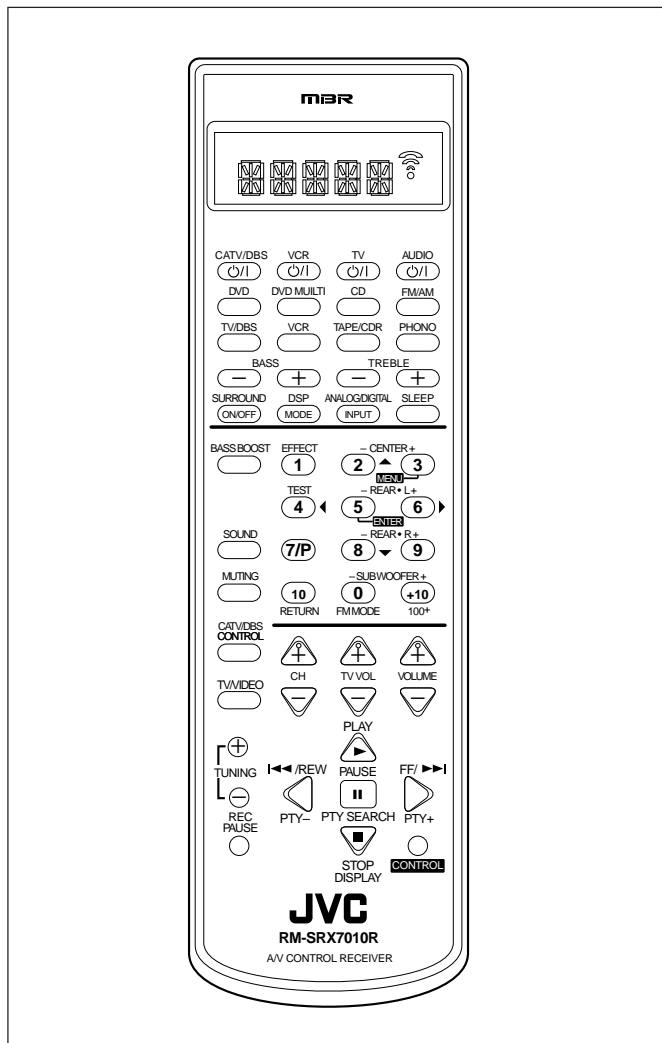 MBR
CATV/DBS VCR TV AUDIO
⏻/I ⏻/I ⏻/I ⏻/I
DVD DVD MUILTI CD FM/AM
TV/DBS VCR TAPE/CDR PHONO
BASS TREBLE
− + − +
SURROUND DSP ANALOG/DIGITAL SLEEP
ON/OFF MODE INPUT
BASS BOOST EFFECT – CENTER +
1 2 ▲ 3
MENU
TEST – REAR • L +
4 ◀ 5 6 ▶
ENTER
SOUND – REAR • R +
7/P 8 ▼ 9
MUTING – SUBWOOFER +
10 0 +10
RETURN FM MODE 100+
CATV/DBS
CONTROL
+ + +
CH TV VOL VOLUME
TV/VIDEO
− − −
PLAY
+ ▶
TUNING I◀◀ /REW PAUSE FF/ ▶▶I
− II
REC PTY− PTY SEARCH PTY+
PAUSE ■
STOP CONTROL
DISPLAY
JVC
RM-SRX7010R
A/V CONTROL RECEIVER